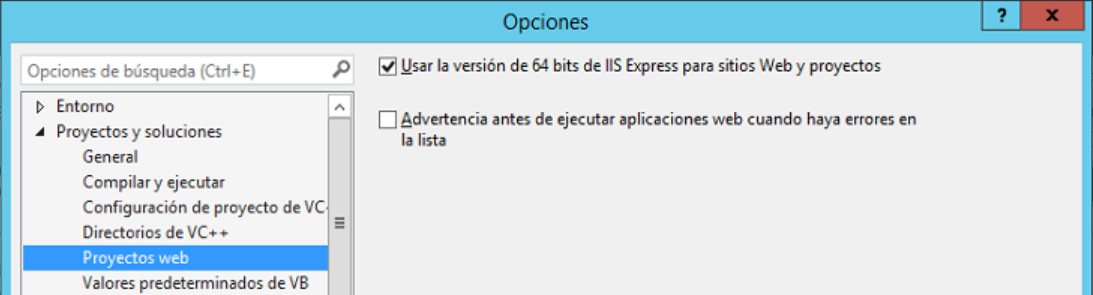 Opciones
?
x
Opciones de búsqueda (Ctrl+E)
Entorno
Proyectos y soluciones
General
Compilar y ejecutar
Configuración de proyecto de VC
Directorios de VC++
Proyectos web
Valores predeterminados de VB
Usar la versión de 64 bits de IIS Express para sitios Web y proyectos
Advertencia antes de ejecutar aplicaciones web cuando haya errores en
la lista